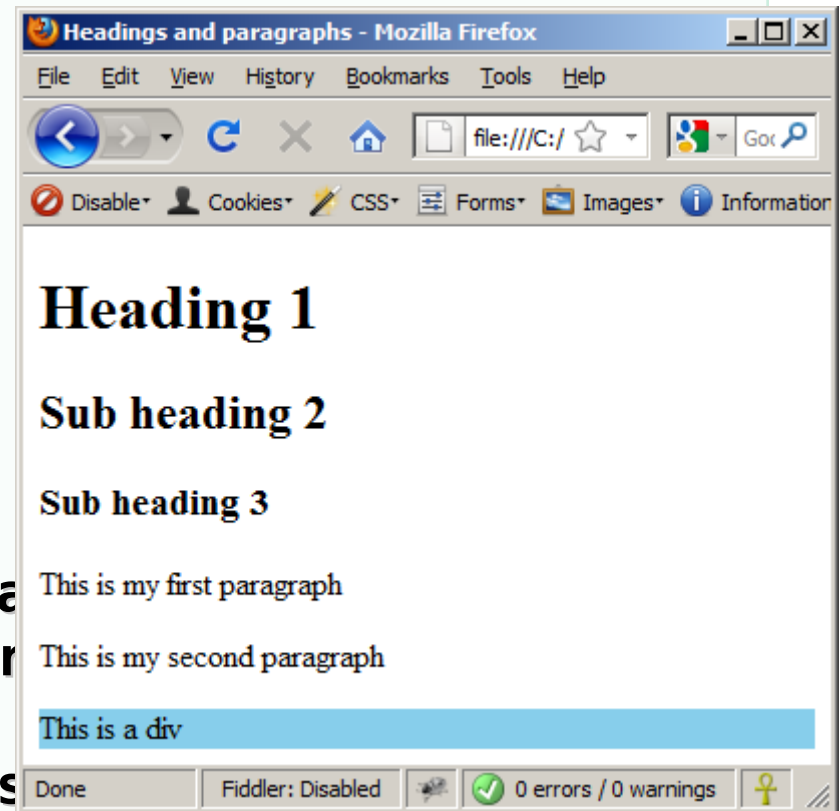 Headings and paragraphs - Mozilla Firefox
File Edit View History Bookmarks Tools Help
file:///C:/
Disable Cookies CSS Forms Images Information
Heading 1
Sub heading 2
Sub heading 3
This is my first paragraph
This is my second paragraph
This is a div
Done Fiddler: Disabled 0 errors / 0 warnings